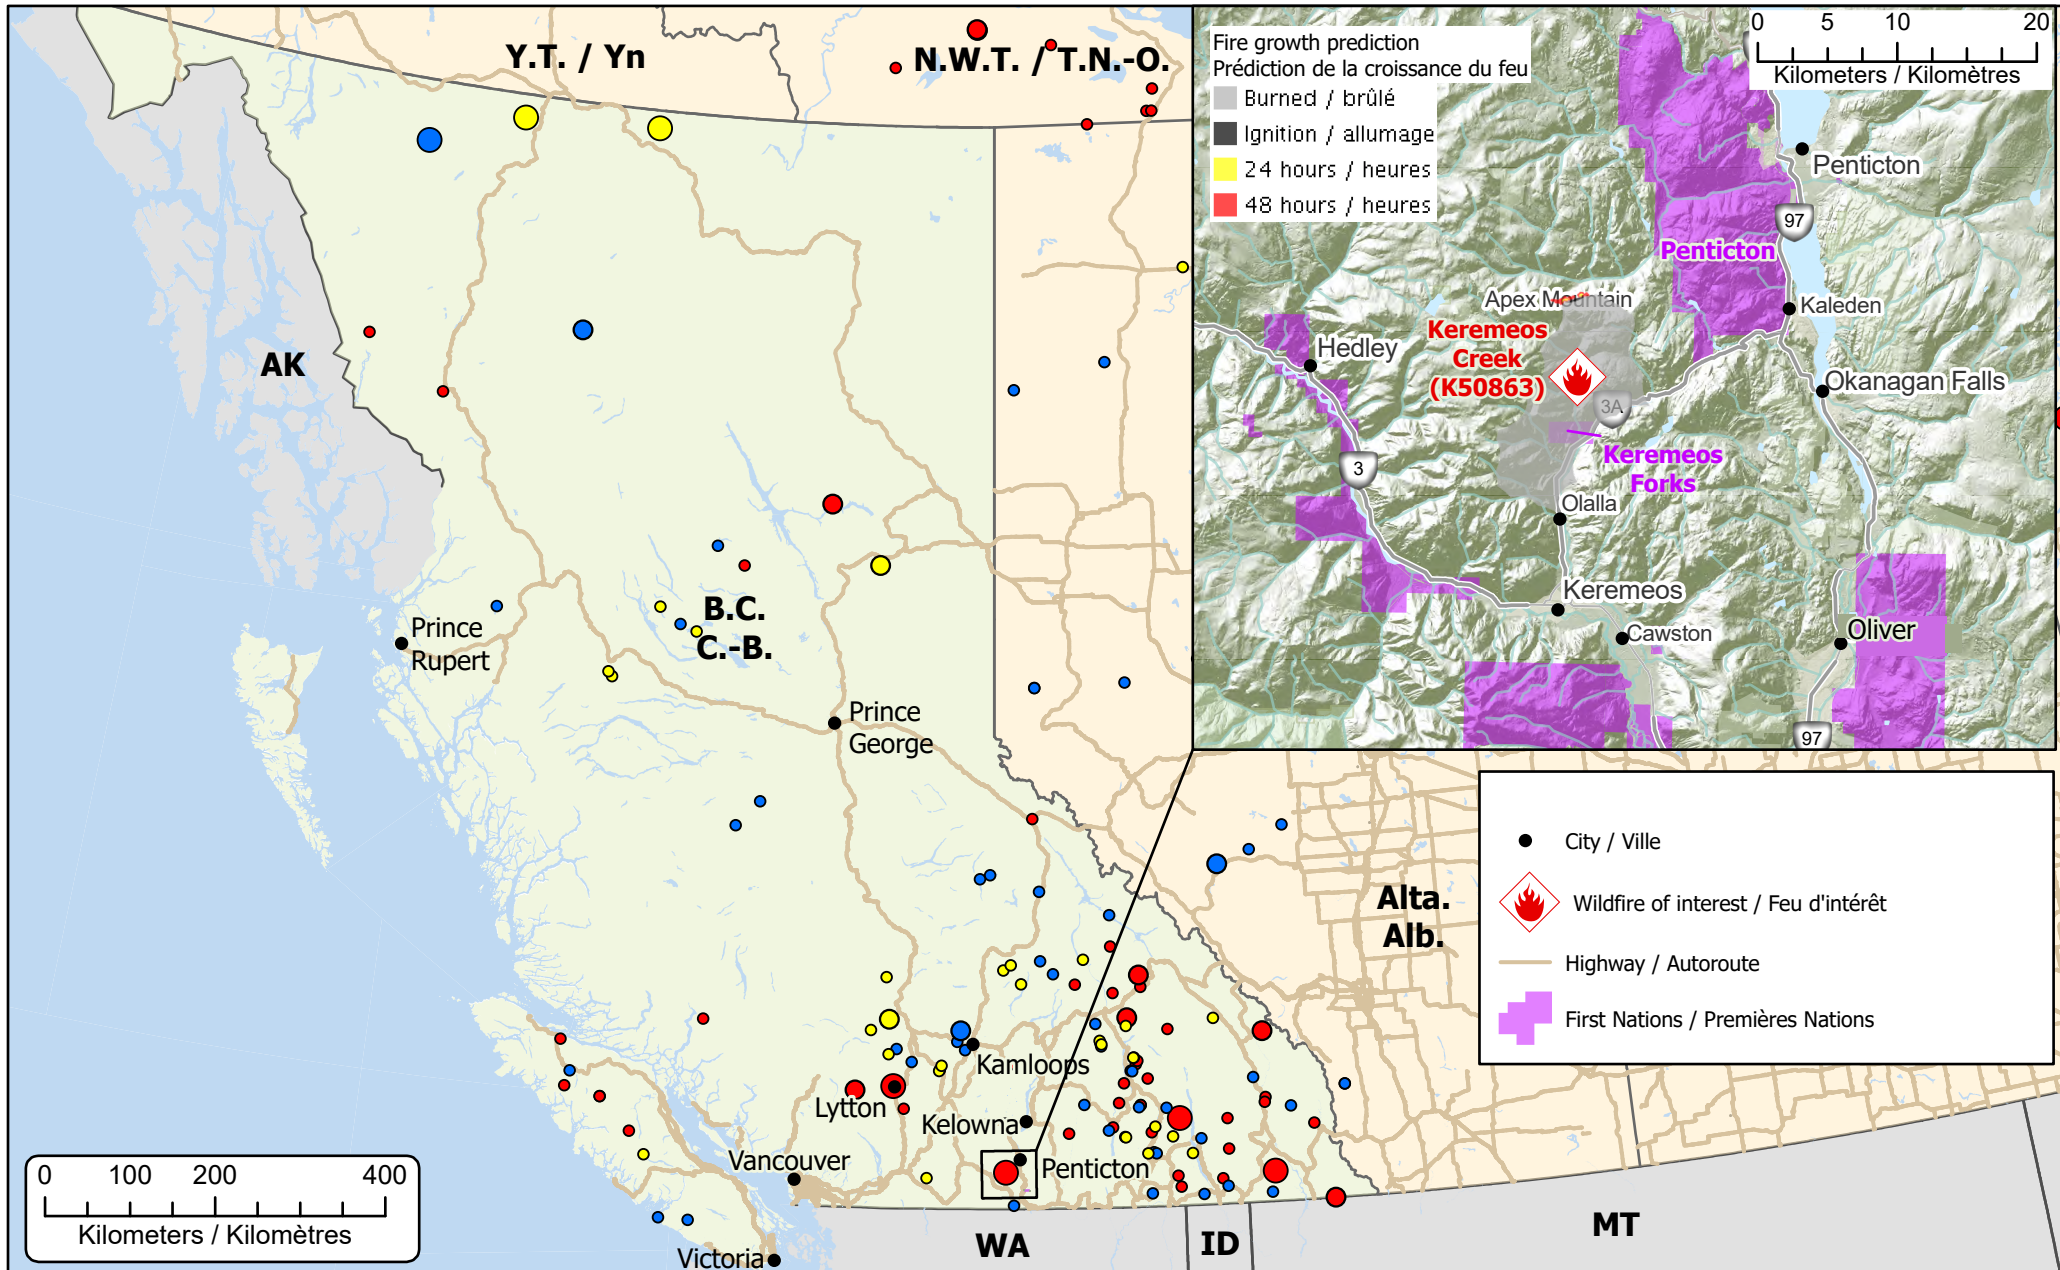 Y.T. / Yn
N.W.T. / T.N.-O.
AK
B.C.
C.-B.
Prince
Rupert
Prince
George
Alta.
Alb.
Kamloops
Lytton
Kelowna
Vancouver
Penticton
Victoria
WA
ID
MT
0 100 200 400
Kilometers / Kilomètres
Fire growth prediction
Prédiction de la croissance du feu
Burned / brûlé
Ignition / allumage
24 hours / heures
48 hours / heures
0 5 10 20
Kilometers / Kilomètres
Penticton
97
Penticton
Apex Mountain
Kaleden
Keremeos
Creek
(K50863)
Hedley
Okanagan Falls
3A
Keremeos
Forks
3
Olalla
Keremeos
Cawston
Oliver
97
City / Ville
Wildfire of interest / Feu d'intérêt
Highway / Autoroute
First Nations / Premières Nations